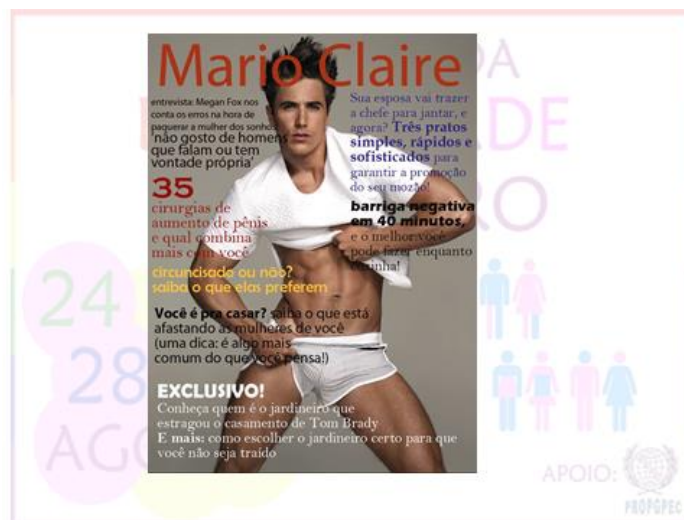 Mario Claire
entrevista: Megan Fox nos
conta os erros na hora de
paquerar a mulher dos sonhos:
'não gosto de homens
que falam ou tem
vontade própria'
35
cirurgias de
aumento de pênis
e qual combina
mais com você
circuncisado ou não?
saiba o que elas preferem
Sua esposa vai trazer
a chefe para jantar, e
agora? Três pratos
simples, rápidos e
sofisticados para
garantir a promoção
do seu mozão!
barriga negativa
em 40 minutos,
e o melhor:você
pode fazer enquanto
cozinha!
Você é pra casar? saiba o que está
afastando as mulheres de você
(uma dica: é algo mais
comum do que você pensa!)
EXCLUSIVO!
Conheça quem é o jardineiro que
estragou o casamento de Tom Brady
E mais: como escolher o jardineiro certo para que
você não seja traído
DA
DE
RO
24
28
AGO
APOIO:
PROPGPEC